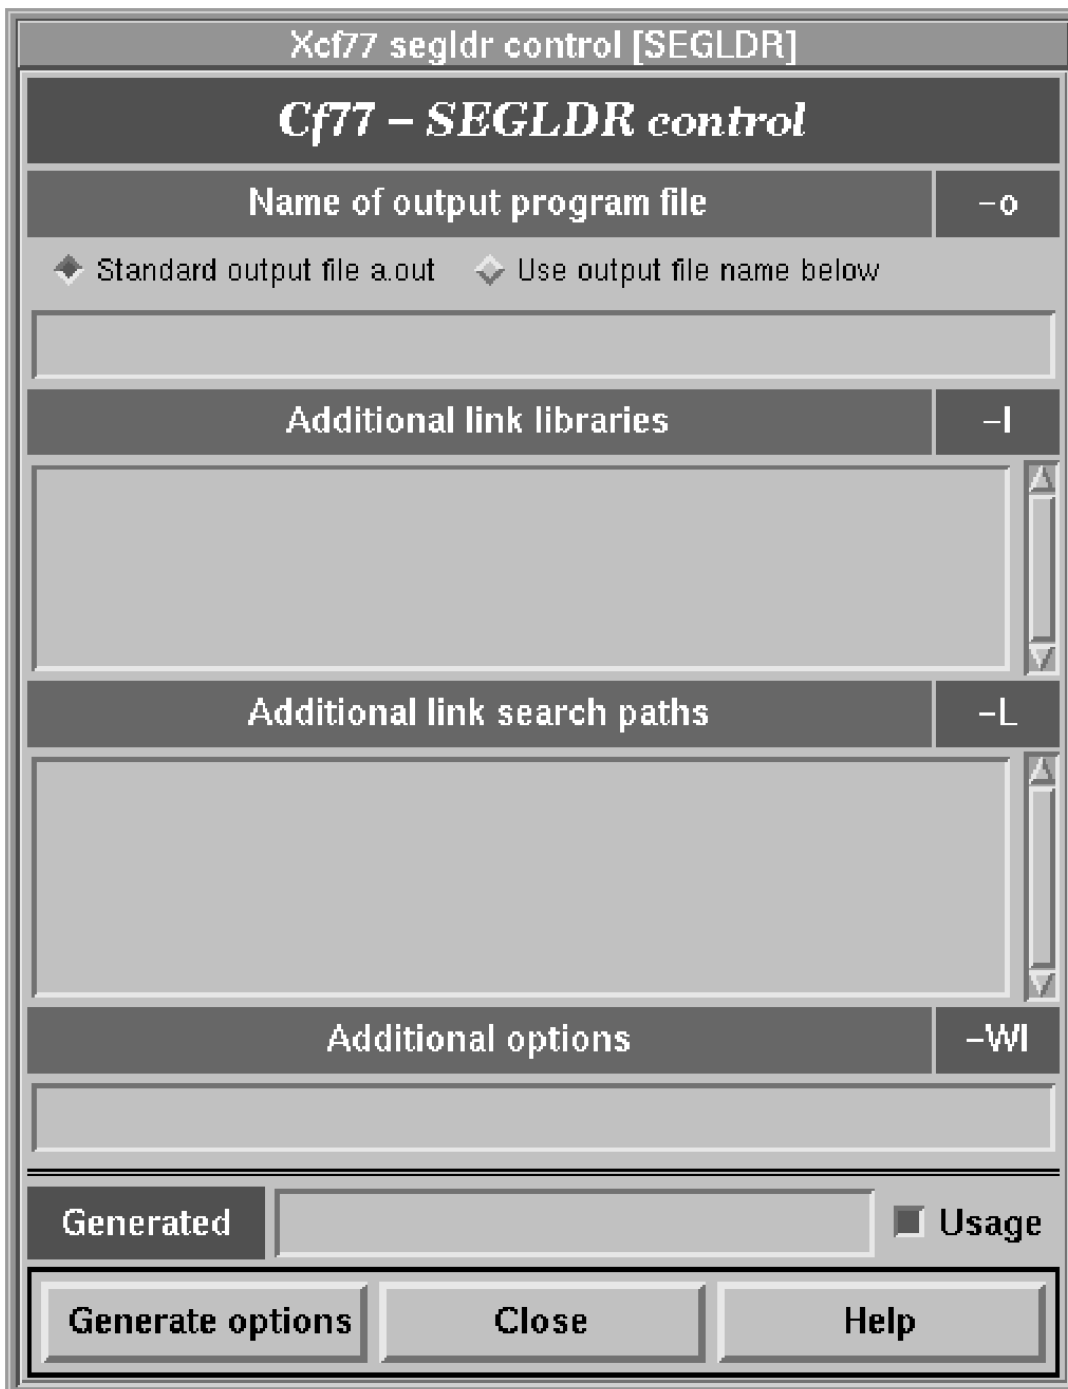 Xcf77 segldr control [SEGLDR]
Cf77 – SEGLDR control
Name of output program file –o
Standard output file a.out Use output file name below
Additional link libraries –l
Additional link search paths –L
Additional options –Wl
Generated Usage
Generate options Close Help